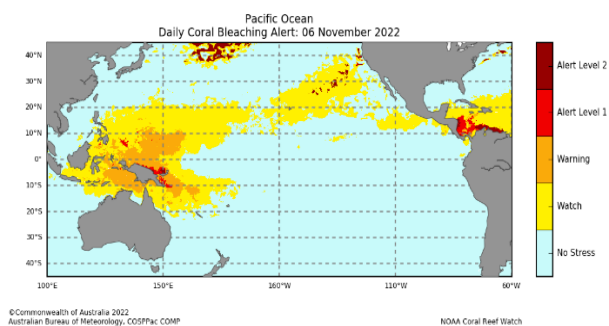 Pacific Ocean
Daily Coral Bleaching Alert: 06 November 2022
40°N
30°N
20°N
10°N
0°
10°S
20°S
30°S
40°S
100°E
150°E
160°W
110°W
60°W
Alert Level 2
Alert Level 1
Warning
Watch
No Stress
©Commonwealth of Australia 2022
Australian Bureau of Meteorology, COSPPac COMP
NOAA Coral Reef Watch